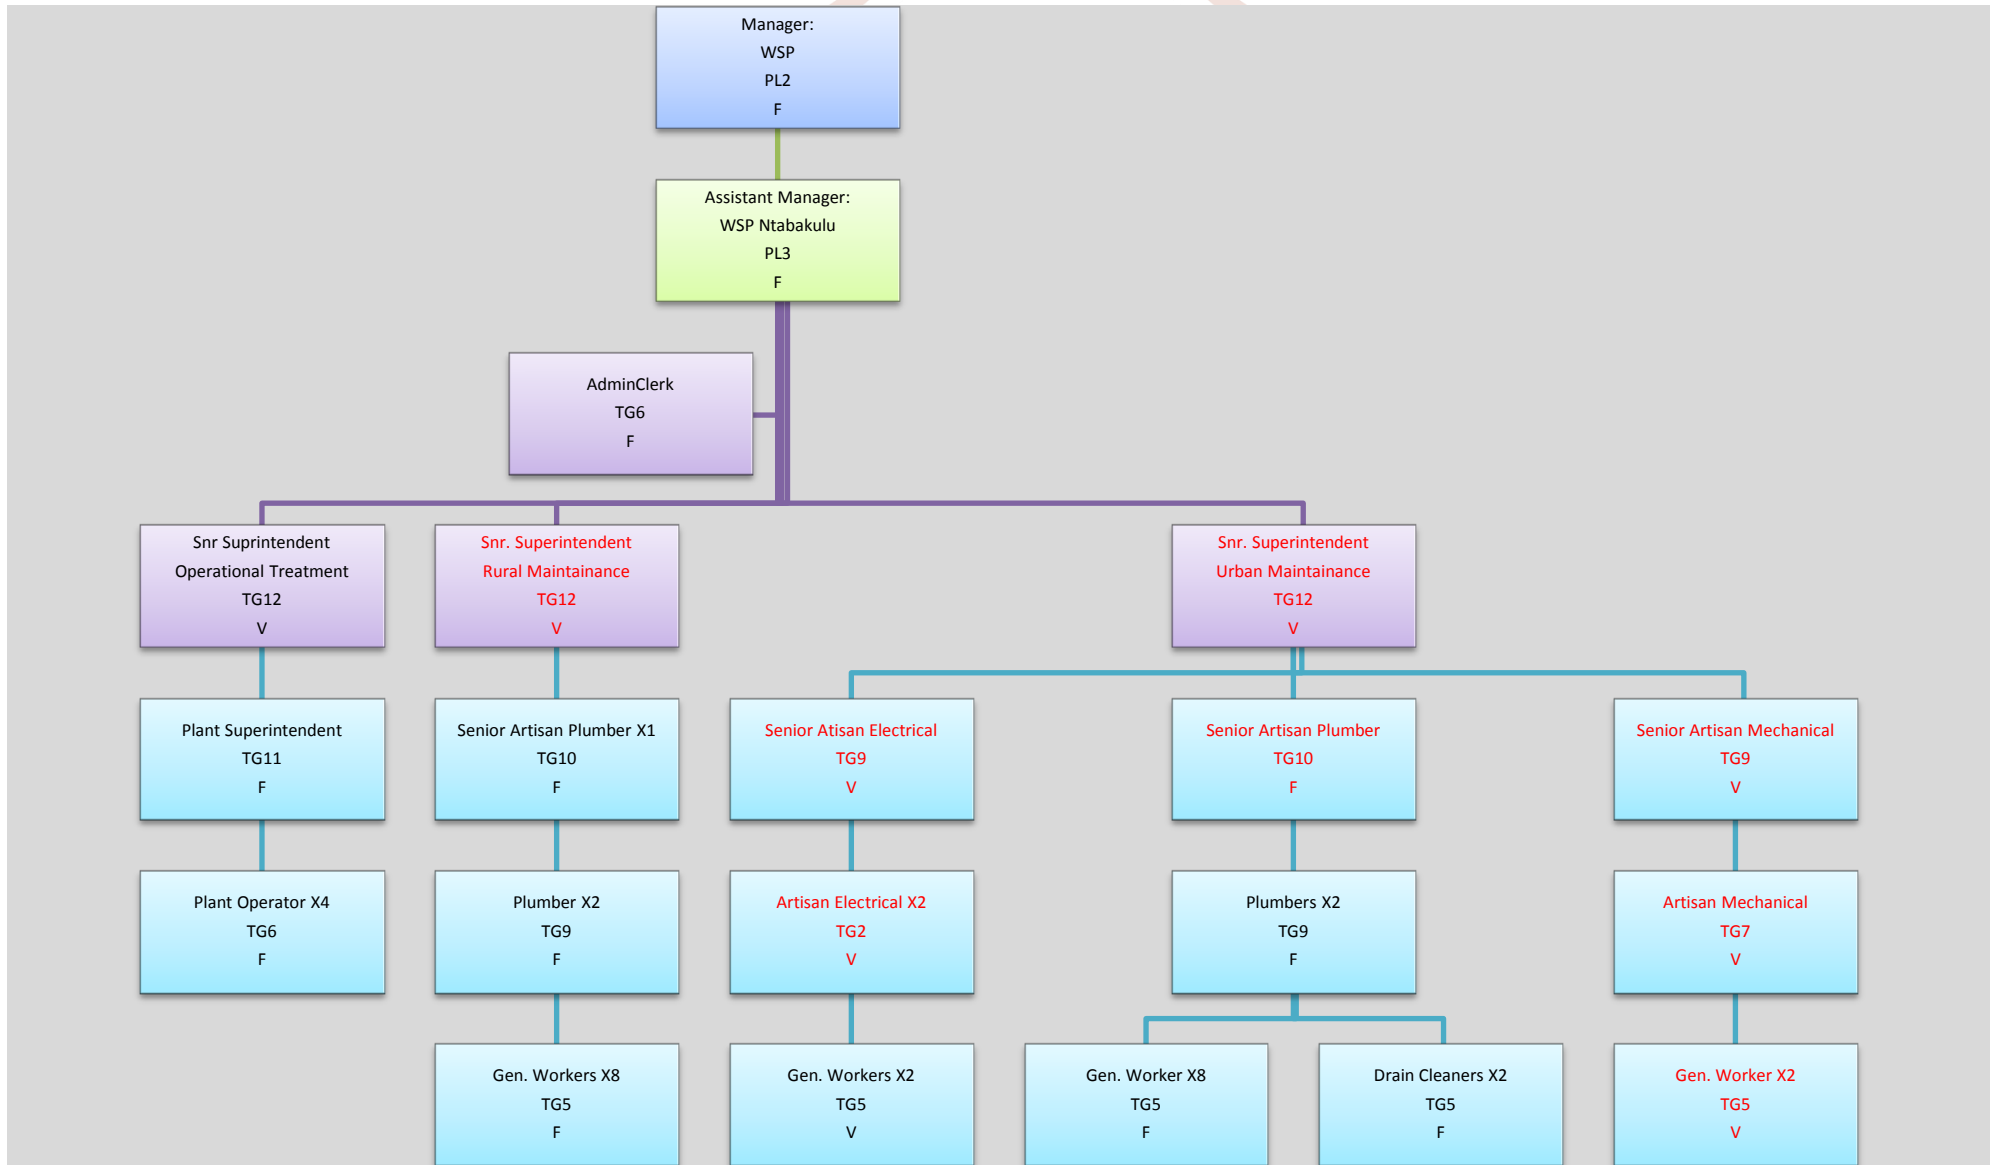 Manager:
WSP
PL2
F
Assistant Manager:
WSP Ntabakulu
PL3
F
AdminClerk
TG6
F
Snr Suprintendent
Operational Treatment
TG12
V
Snr. Superintendent
Rural Maintainance
TG12
V
Snr. Superintendent
Urban Maintainance
TG12
V
Plant Superintendent
TG11
F
Senior Artisan Plumber X1
TG10
F
Senior Atisan Electrical
TG9
V
Senior Artisan Plumber
TG10
F
Senior Artisan Mechanical
TG9
V
Plant Operator X4
TG6
F
Plumber X2
TG9
F
Artisan Electrical X2
TG2
V
Plumbers X2
TG9
F
Artisan Mechanical
TG7
V
Gen. Workers X8
TG5
F
Gen. Workers X2
TG5
V
Gen. Worker X8
TG5
F
Drain Cleaners X2
TG5
F
Gen. Worker X2
TG5
V